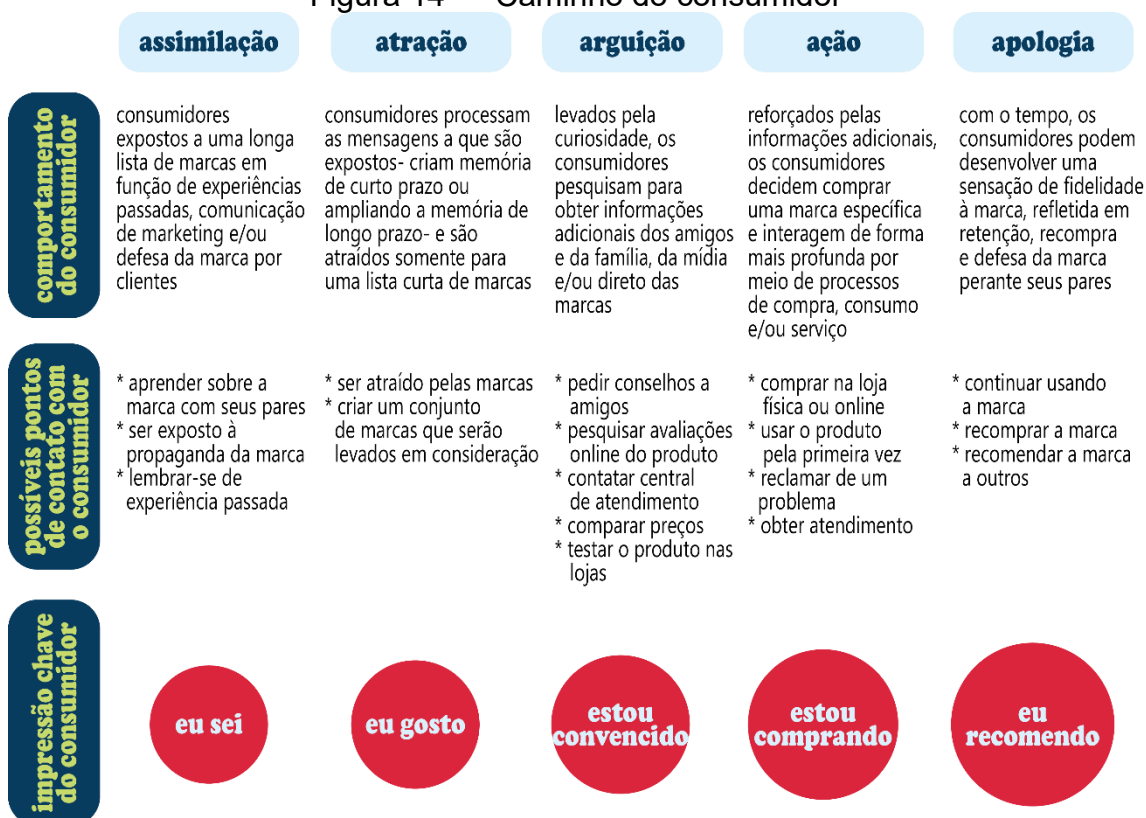 Figura 14 - Caminho do consumidor
assimilação
atração
arguição
ação
apologia
comportamento
do consumidor
consumidores
expostos a uma longa
lista de marcas em
função de experiências
passadas, comunicação
de marketing e/ou
defesa da marca por
clientes
consumidores processam
as mensagens a que são
expostos- criam memória
de curto prazo ou
ampliando a memória de
longo prazo- e são
atraídos somente para
uma lista curta de marcas
levados pela
curiosidade, os
consumidores
pesquisam para
obter informações
adicionais dos amigos
e da família, da mídia
e/ou direto das
marcas
reforçados pelas
informações adicionais,
os consumidores
decidem comprar
uma marca específica
e interagem de forma
mais profunda por
meio de processos
de compra, consumo
e/ou serviço
com o tempo, os
consumidores podem
desenvolver uma
sensação de fidelidade
à marca, refletida em
retenção, recompra
e defesa da marca
perante seus pares
possíveis pontos
de contato com
o consumidor
* aprender sobre a
marca com seus pares
* ser exposto à
propaganda da marca
* lembrar-se de
experiência passada
* ser atraído pelas marcas
* criar um conjunto
de marcas que serão
levados em consideração
* pedir conselhos a
amigos
* pesquisar avaliações
online do produto
* contatar central
de atendimento
* comparar preços
* testar o produto nas
lojas
* comprar na loja
física ou online
* usar o produto
pela primeira vez
* reclamar de um
problema
* obter atendimento
* continuar usando
a marca
* recomprar a marca
* recomendar a marca
a outros
impressão chave
do consumidor
eu sei
eu gosto
estou
convencido
estou
comprando
eu
recomendo